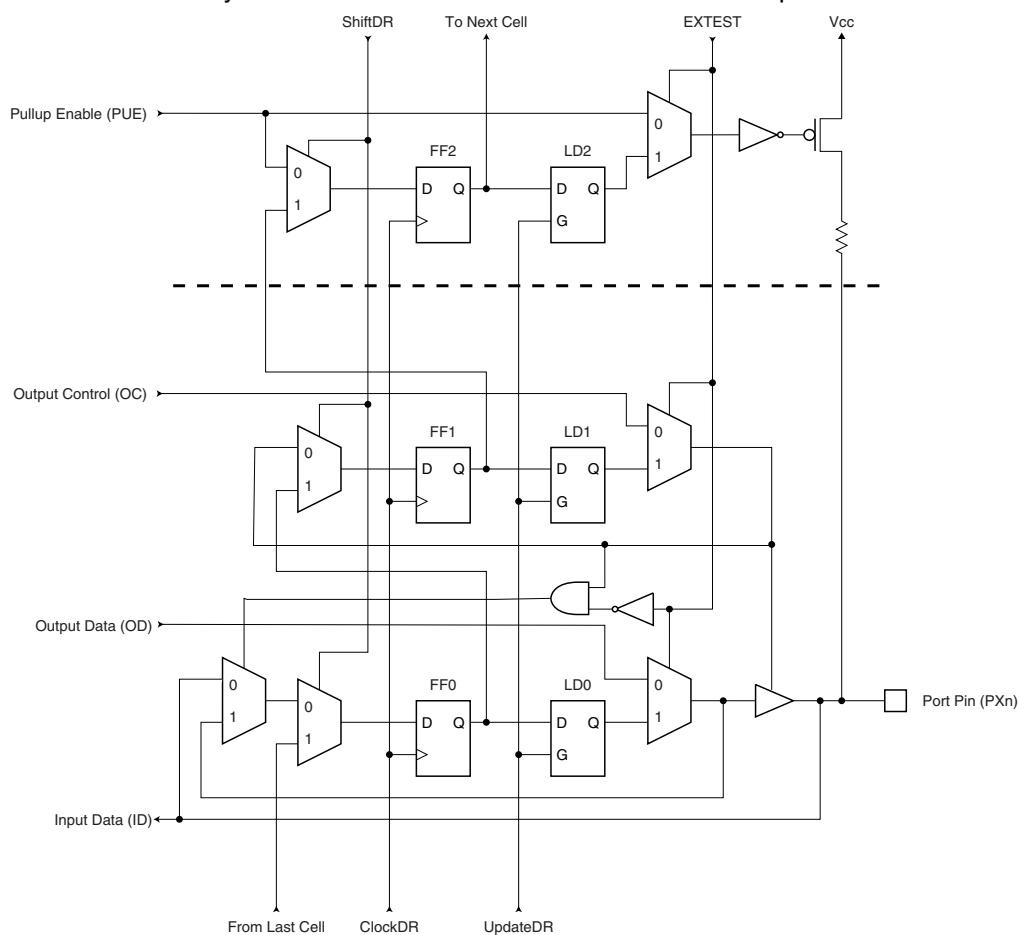 ShiftDR To Next Cell EXTEST Vcc
Pullup Enable (PUE)
0
1
FF2
D Q
LD2
D Q
G
0
1
Output Control (OC)
0
1
FF1
D Q
LD1
D Q
G
0
1
Output Data (OD)
0
1
0
1
FF0
D Q
LD0
D Q
G
0
1
Port Pin (PXn)
Input Data (ID)
From Last Cell ClockDR UpdateDR